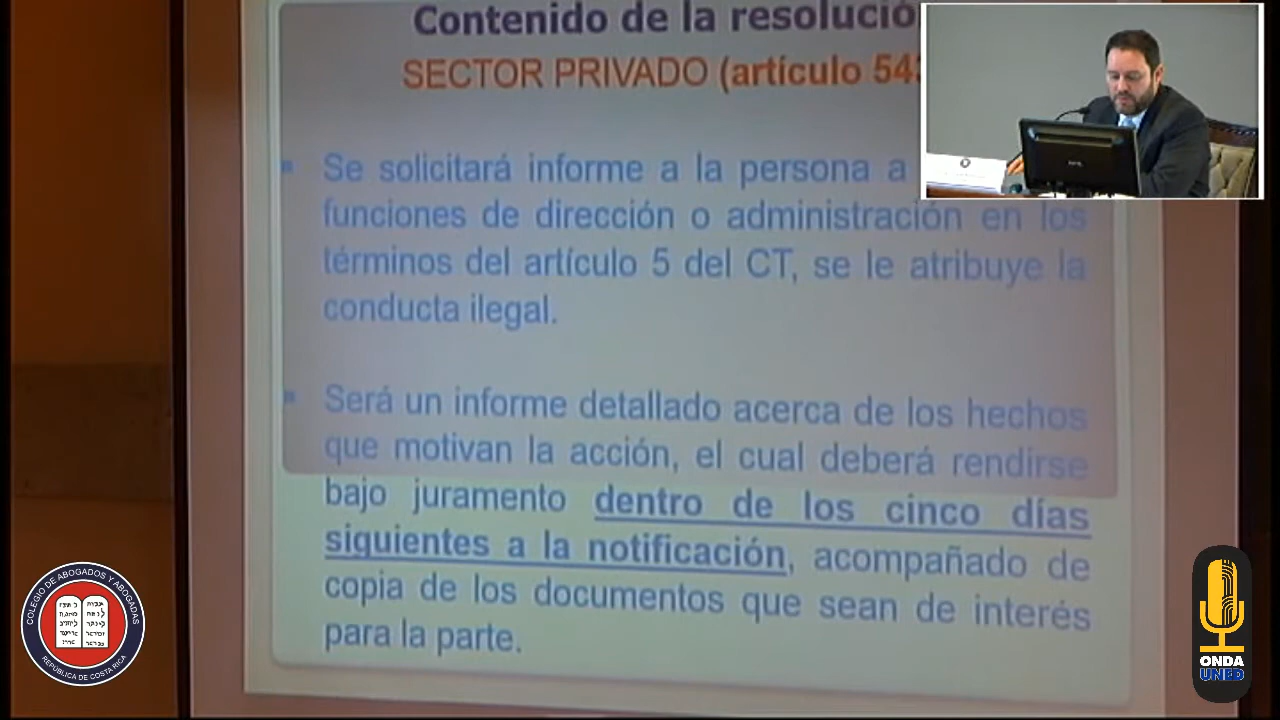 Contenido de la resolució
SECTOR PRIVADO (artículo 543
Se solicitará informe a la persona a
funciones de dirección o administración en los
términos del artículo 5 del CT, se le atribuye la
conducta ilegal.
Será un informe detallado acerca de los hechos
que motivan la acción, el cual deberá rendirse
bajo juramento dentro de los cinco días
siguientes a la notificación, acompañado de
copia de los documentos que sean de interés
para la parte.
COLEGIO DE ABOGADOS Y ABOGADAS
REPÚBLICA DE COSTA RICA
ONDA
UNED